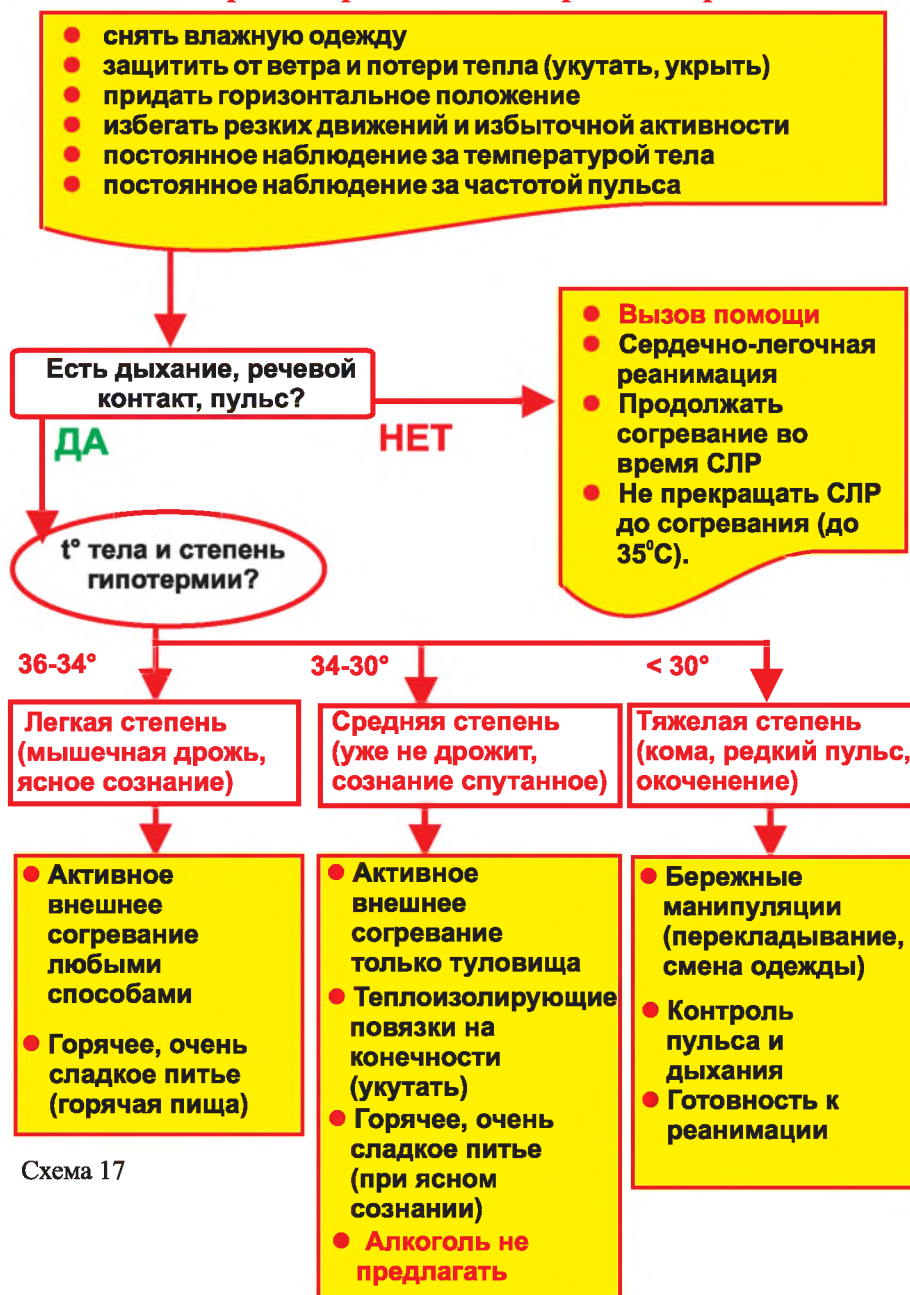 снять влажную одежду
защитить от ветра и потери тепла (укутать, укрыть)
придать горизонтальное положение
избегать резких движений и избыточной активности
постоянное наблюдение за температурой тела
постоянное наблюдение за частотой пульса
Есть дыхание, речевой
контакт, пульс?
ДА
НЕТ
Вызов помощи
Сердечно-легочная
реанимация
Продолжать
согревание во
время СЛР
Не прекращать СЛР
до согревания (до
35⁰С).
t° тела и степень
гипотермии?
36-34°
34-30°
< 30°
Легкая степень
(мышечная дрожь,
ясное сознание)
Средняя степень
(уже не дрожит,
сознание спутанное)
Тяжелая степень
(кома, редкий пульс,
окоченение)
Активное
внешнее
согревание
любыми
способами
Горячее, очень
сладкое питье
(горячая пища)
Активное
внешнее
согревание
только туловища
Теплоизолирующие
повязки на
конечности
(укутать)
Горячее, очень
сладкое питье
(при ясном
сознании)
Алкоголь не
предлагать
Бережные
манипуляции
(перекладывание,
смена одежды)
Контроль
пульса и
дыхания
Готовность к
реанимации
Схема 17